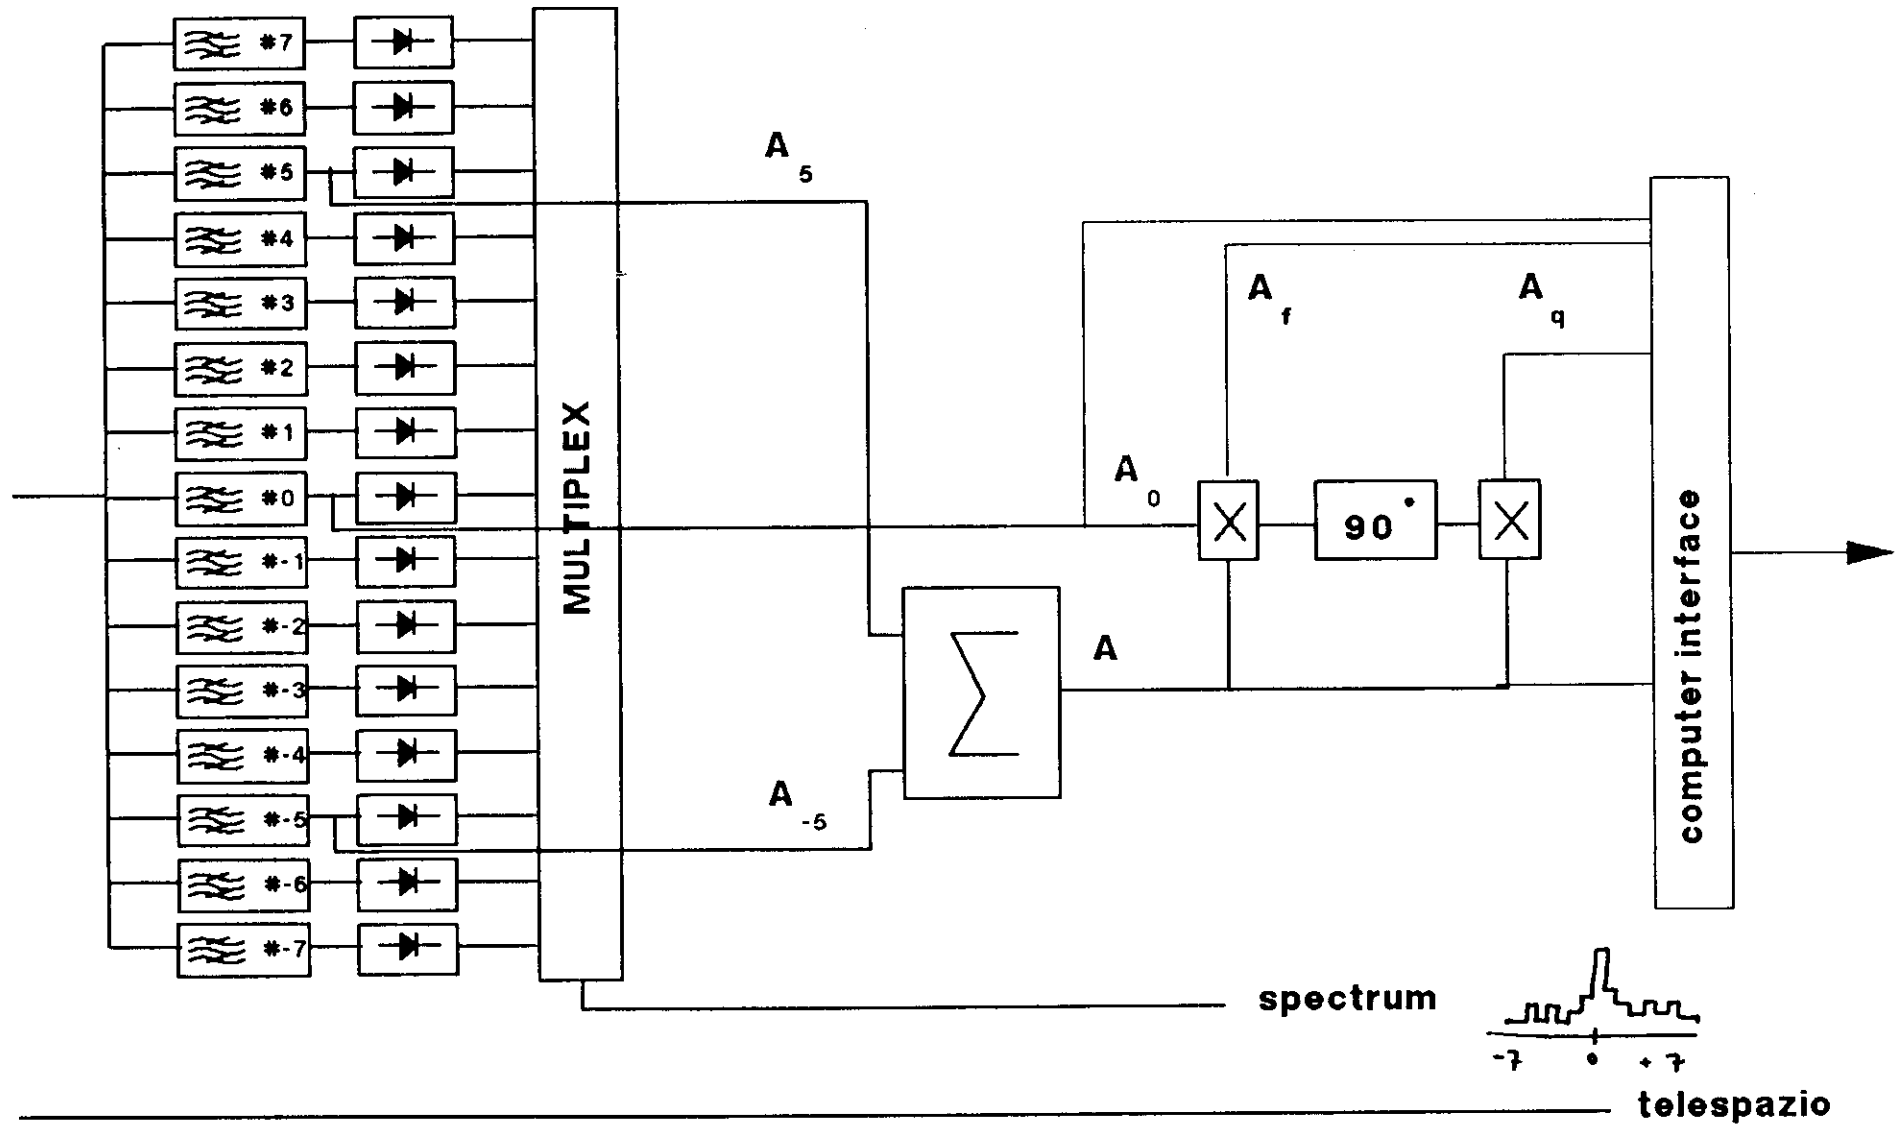 #7
#6
#5
#4
#3
#2
#1
#0
#-1
#-2
#-3
#-4
#-5
#-6
#-7
MULTIPLEX
A5
A-5
A0
A
Af
Aq
90°
computer interface
spectrum
-7 0 +7
telespazio